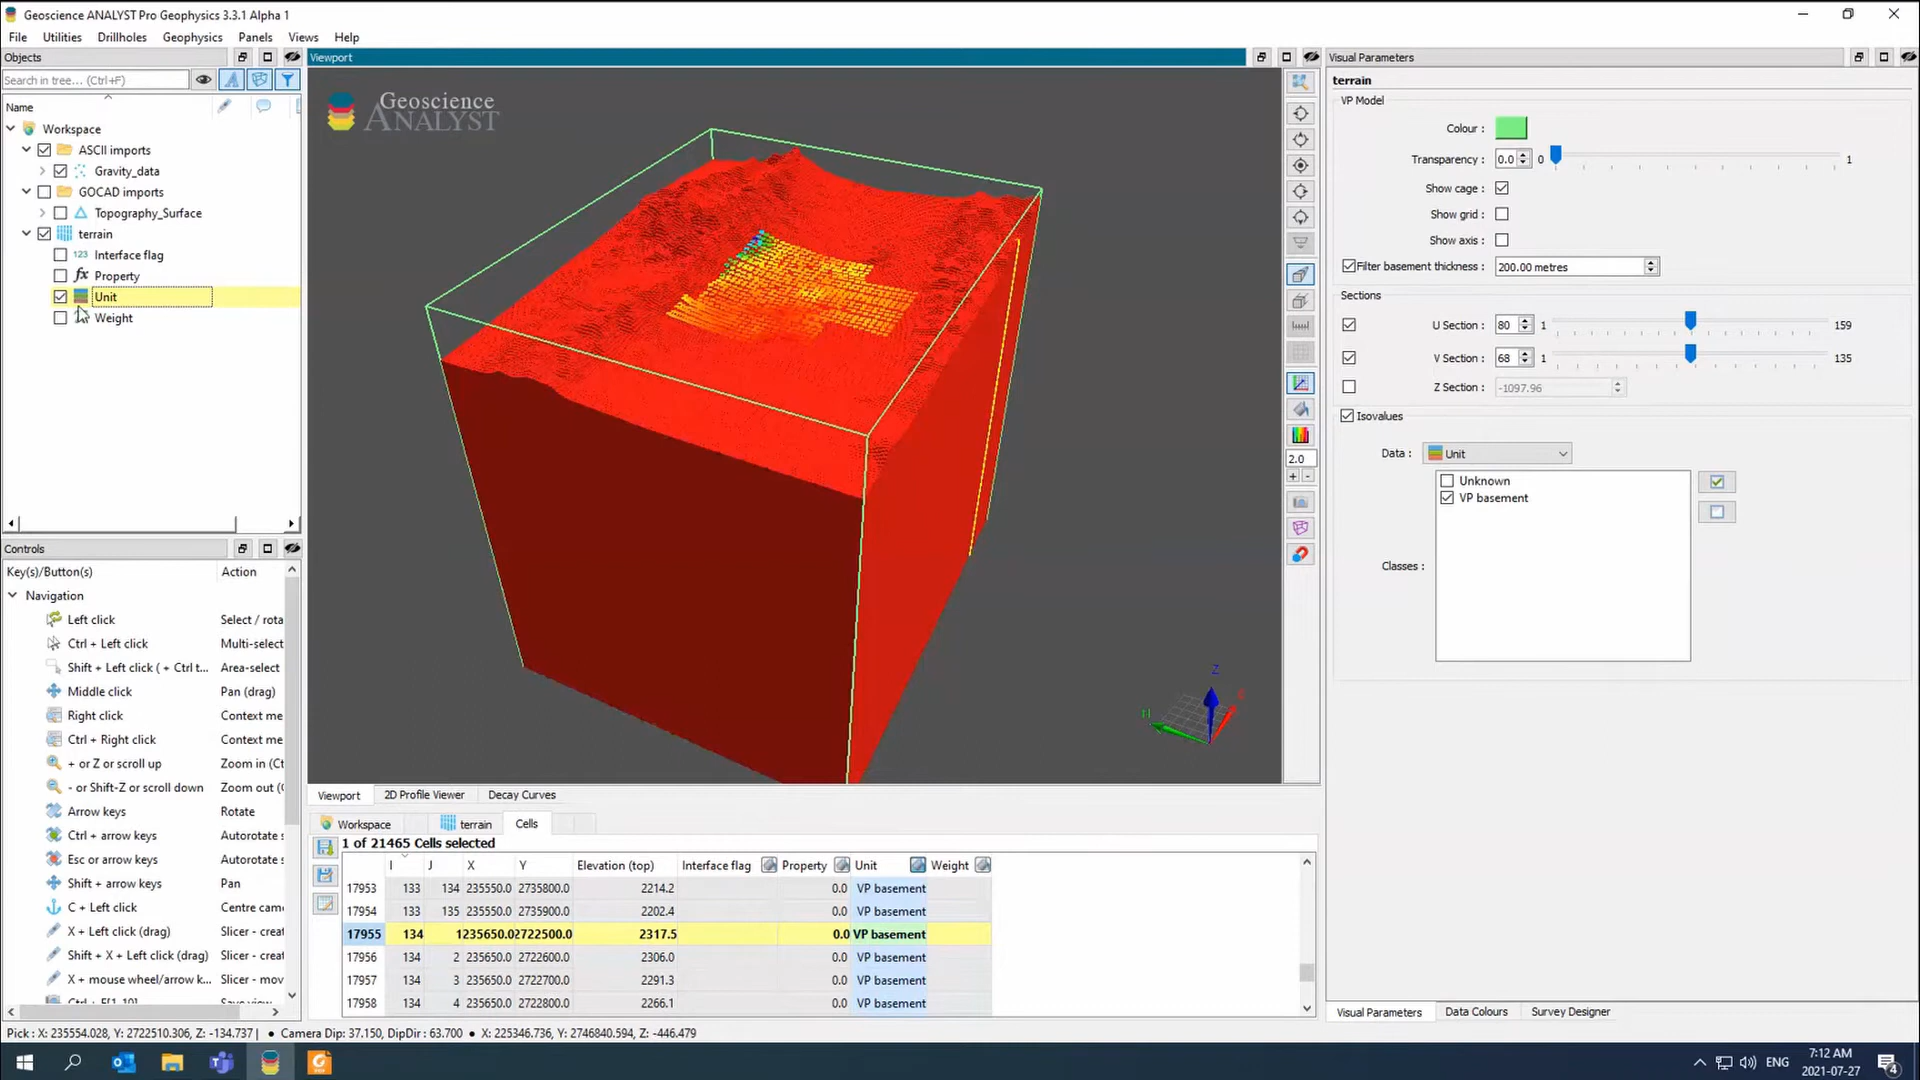 Geoscience ANALYST Pro Geophysics 3.3.1 Alpha 1
File Utilities Drillholes Geophysics Panels Views Help
Objects
Search in tree... (Ctrl+F)
Name
Workspace
ASCII imports
Gravity_data
GOCAD imports
Topography_Surface
terrain
123 Interface flag
fx Property
Unit
Weight
Controls
Key(s)/Button(s) Action
Navigation
Left click Select / rota
Ctrl + Left click Multi-select
Shift + Left click ( + Ctrl t... Area-select
Middle click Pan (drag)
Right click Context me
Ctrl + Right click Context me
+ or Z or scroll up Zoom in (Ct
- or Shift-Z or scroll down Zoom out (
Arrow keys Rotate
Ctrl + arrow keys Autorotate s
Esc or arrow keys Autorotate s
Shift + arrow keys Pan
C + Left click Centre cam
X + Left click (drag) Slicer - creat
Shift + X + Left click (drag) Slicer - creat
X + mouse wheel/arrow k... Slicer - mov
Viewport
Geoscience
ANALYST
Z
2.0
Viewport 2D Profile Viewer Decay Curves
Workspace terrain Cells
1 of 21465 Cells selected
I J X Y Elevation (top) Interface flag Property Unit Weight
17953 133 134 235550.0 2735800.0 2214.2 0.0 VP basement
17954 133 135 235550.0 2735900.0 2202.4 0.0 VP basement
17955 134 1235650.02722500.0 2317.5 0.0 VP basement
17956 134 2 235650.0 2722600.0 2306.0 0.0 VP basement
17957 134 3 235650.0 2722700.0 2291.3 0.0 VP basement
17958 134 4 235650.0 2722800.0 2266.1 0.0 VP basement
Visual Parameters
terrain
VP Model
Colour :
Transparency : 0.0 0 1
Show cage :
Show grid :
Show axis :
Filter basement thickness : 200.00 metres
Sections
U Section : 80 1 159
V Section : 68 1 135
Z Section : -1097.96
Isovalues
Data : Unit
Unknown
VP basement
Classes :
Visual Parameters Data Colours Survey Designer
Pick : X: 235554.028, Y: 2722510.306, Z: -134.737 | • Camera Dip: 37.150, DipDir : 63.700 • X: 225346.736, Y: 2746840.594, Z: -446.479
ENG
7:12 AM
2021-07-27
4